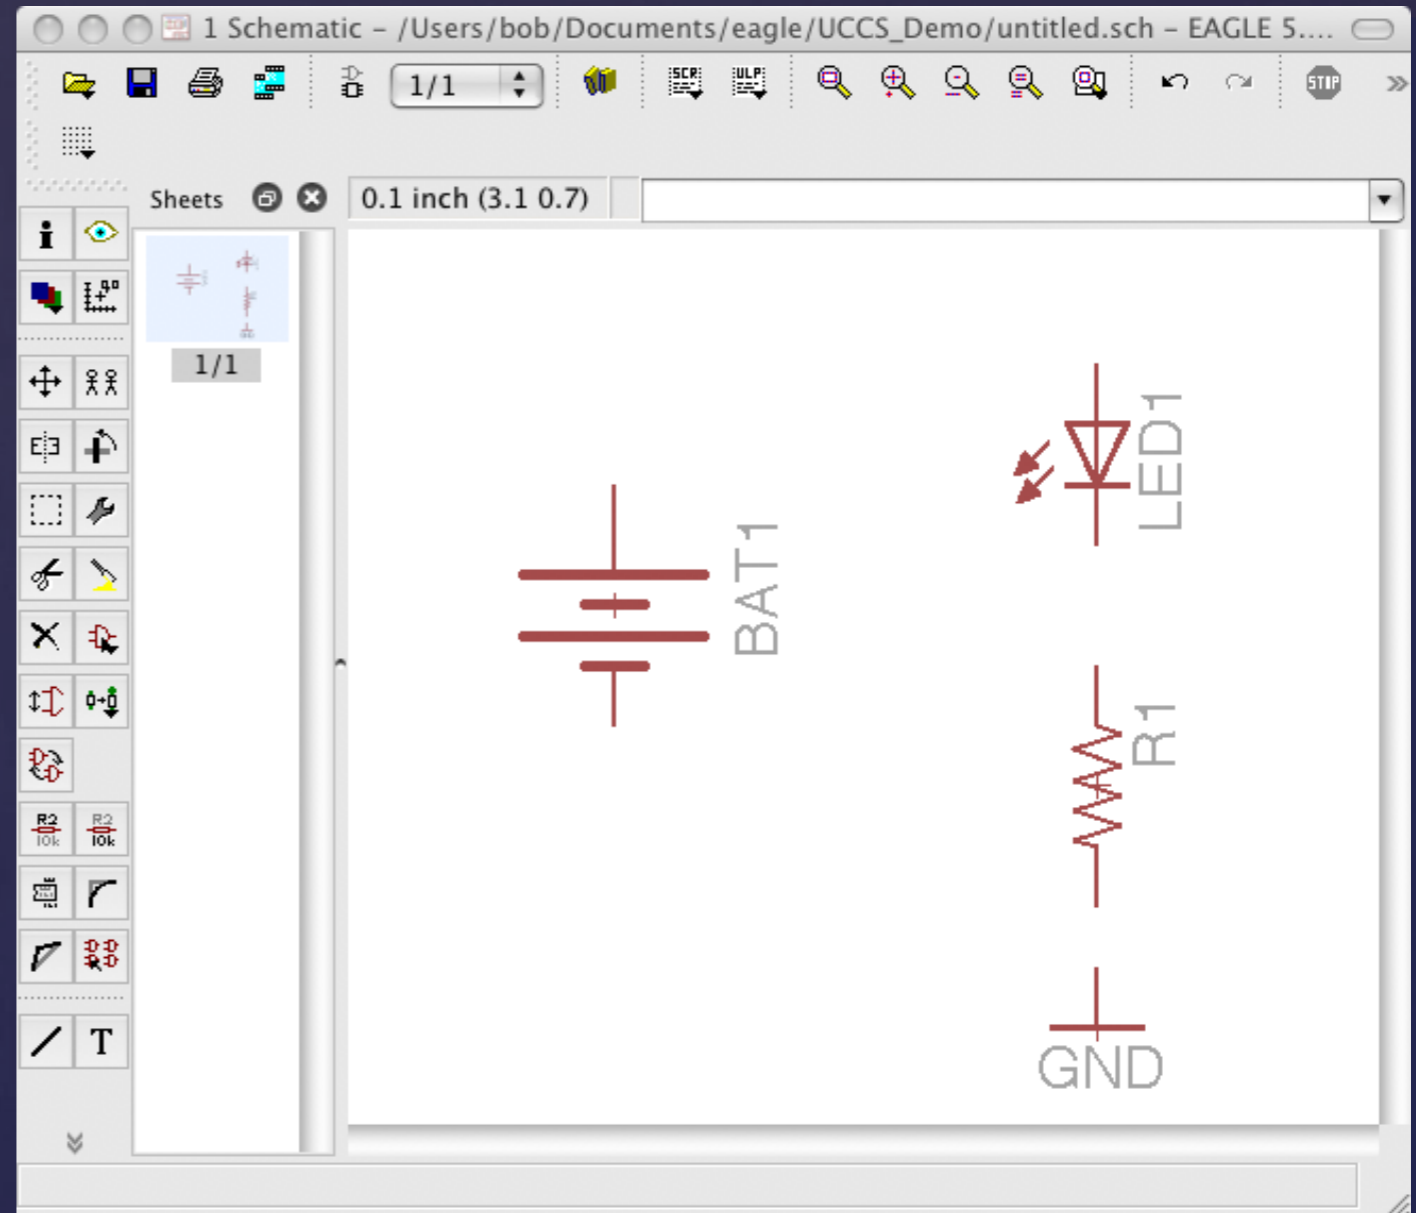 1 Schematic – /Users/bob/Documents/eagle/UCCS_Demo/untitled.sch – EAGLE 5....
1/1
SCR
ULP
STOP
Sheets
0.1 inch (3.1 0.7)
1/1
LED1
BAT1
R1
R2
10k
R2
10k
T
GND